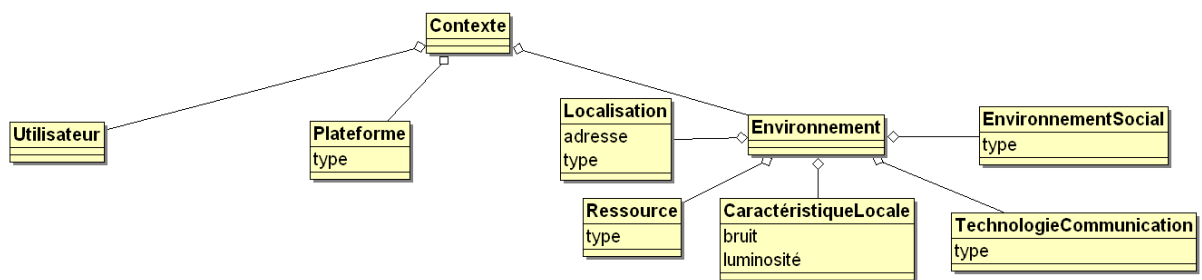 Contexte
Utilisateur
Plateforme
type
Localisation
adresse
type
Environnement
EnvironnementSocial
type
Ressource
type
CaractéristiqueLocale
bruit
luminosité
TechnologieCommunication
type